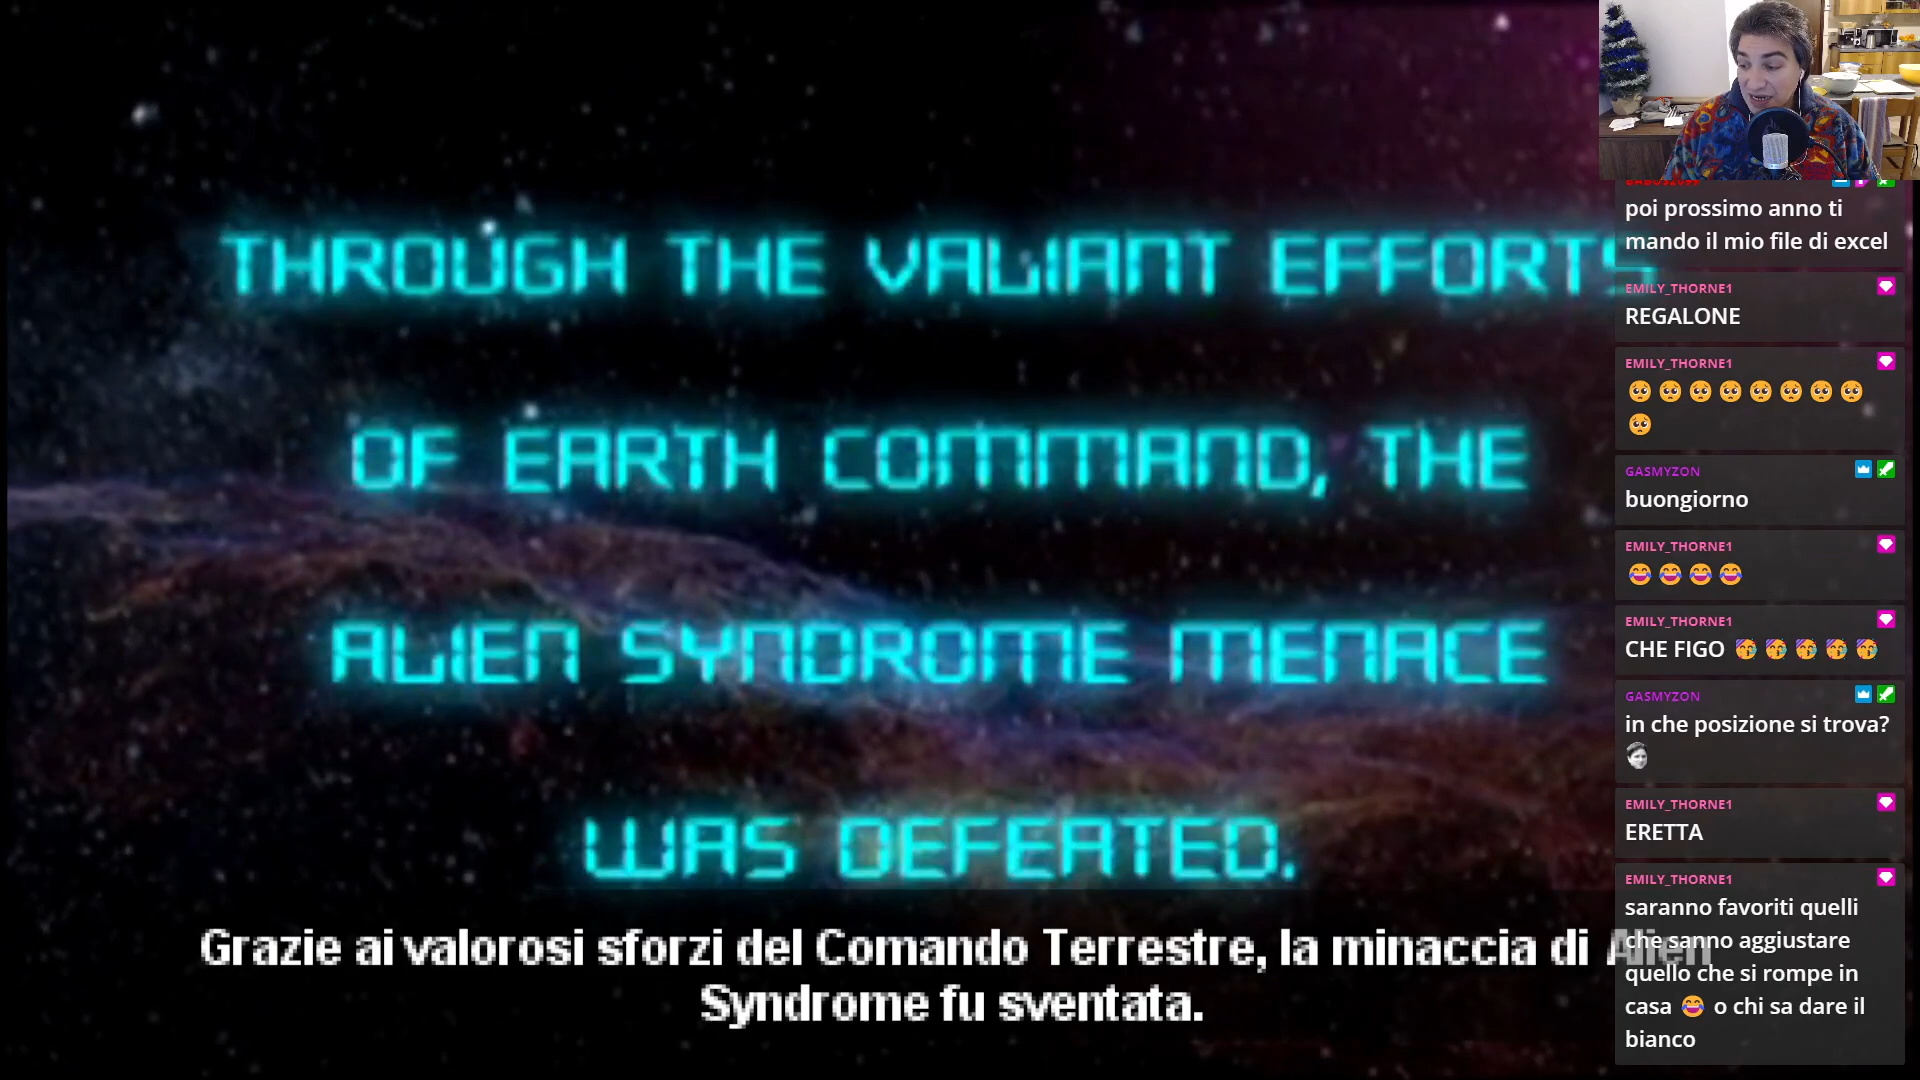 THROUGH THE VALIANT EFFORTS
OF EARTH COMMAND, THE
ALIEN SYNDROME MENACE
WAS DEFEATED.
Grazie ai valorosi sforzi del Comando Terrestre, la minaccia di Alien
Syndrome fu sventata.
poi prossimo anno ti
mando il mio file di excel
EMILY_THORNE1
REGALONE
EMILY_THORNE1
🥺 🥺 🥺 🥺 🥺 🥺 🥺 🥺
🥺
GASMYZON
buongiorno
EMILY_THORNE1
😂 😂 😂 😂
EMILY_THORNE1
CHE FIGO 🥳 🥳 🥳 🥳 🥳
GASMYZON
in che posizione si trova?
EMILY_THORNE1
ERETTA
EMILY_THORNE1
saranno favoriti quelli
che sanno aggiustare
quello che si rompe in
casa 😂 o chi sa dare il
bianco